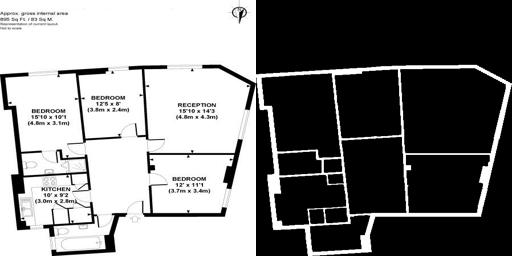 Approx. gross internal area
895 Sq Ft. / 83 Sq M.
Representation of current layout.
Not to scale
BEDROOM
12'5 x 8'
(3.8m x 2.4m)
RECEPTION
15'10 x 14'3
(4.8m x 4.3m)
BEDROOM
15'10 x 10'1
(4.8m x 3.1m)
BEDROOM
12' x 11'1
(3.7m x 3.4m)
KITCHEN
10' x 9'2
(3.0m x 2.8m)